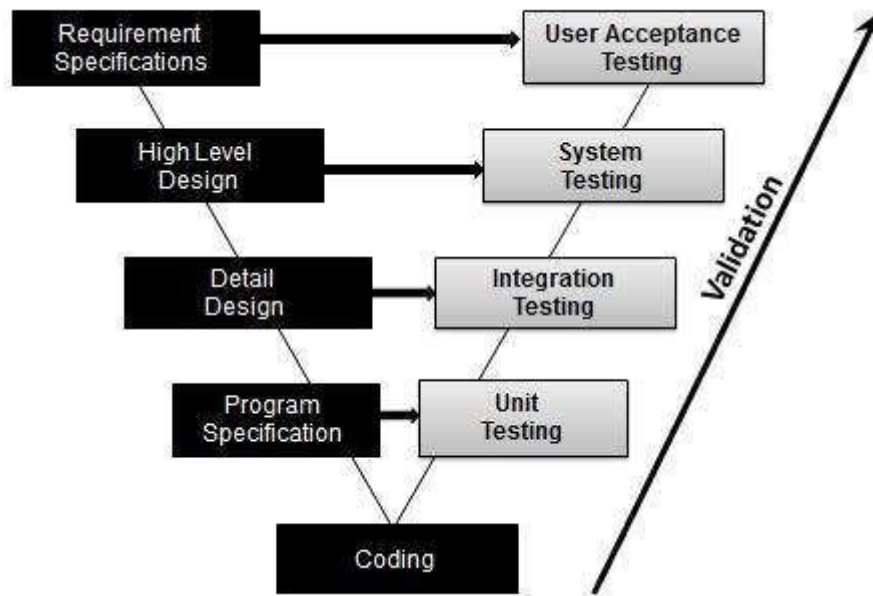 Requirement
Specifications
User Acceptance
Testing
High Level
Design
System
Testing
Detail
Design
Integration
Testing
Program
Specification
Unit
Testing
Coding
Validation